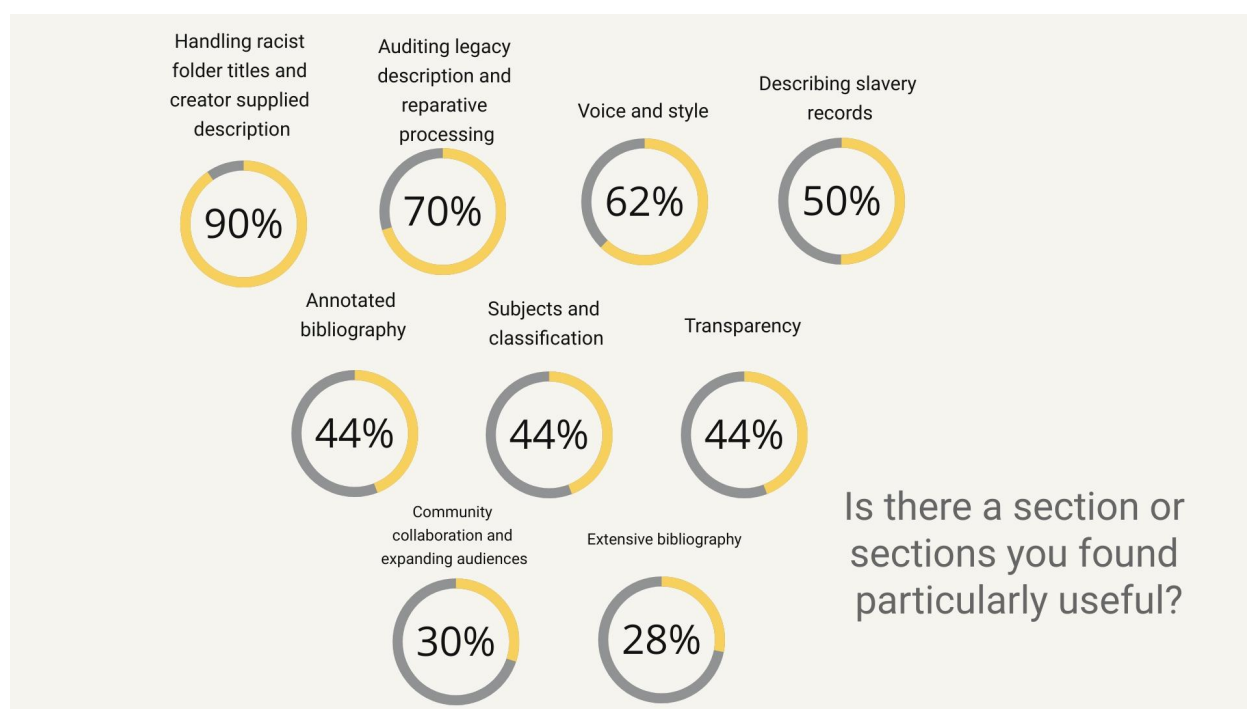 Handling racist
folder titles and
creator supplied
description
90%
Auditing legacy
description and
reparative
processing
70%
Voice and style
62%
Describing slavery
records
50%
Annotated
bibliography
44%
Subjects and
classification
44%
Transparency
44%
Community
collaboration and
expanding audiences
30%
Extensive bibliography
28%
Is there a section or
sections you found
particularly useful?